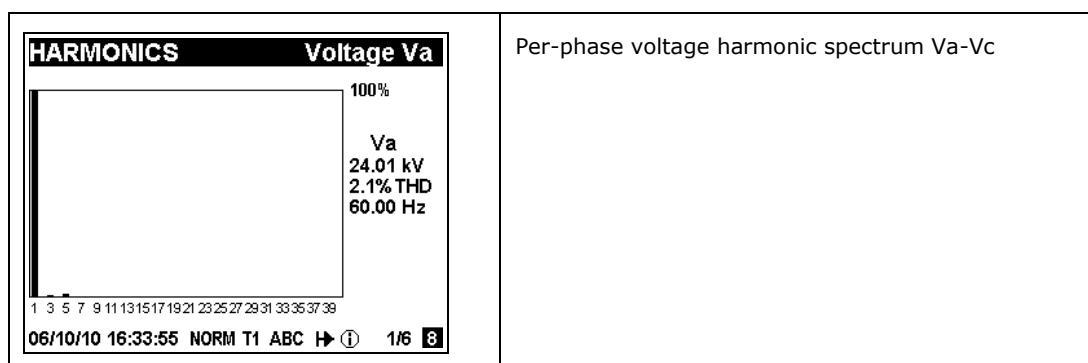 HARMONICS Voltage Va
100%
Va
24.01 kV
2.1% THD
60.00 Hz
1 3 5 7 9 11 13 15 17 19 21 23 25 27 29 31 33 35 37 39
06/10/10 16:33:55 NORM T1 ABC 1/6 8
Per-phase voltage harmonic spectrum Va-Vc